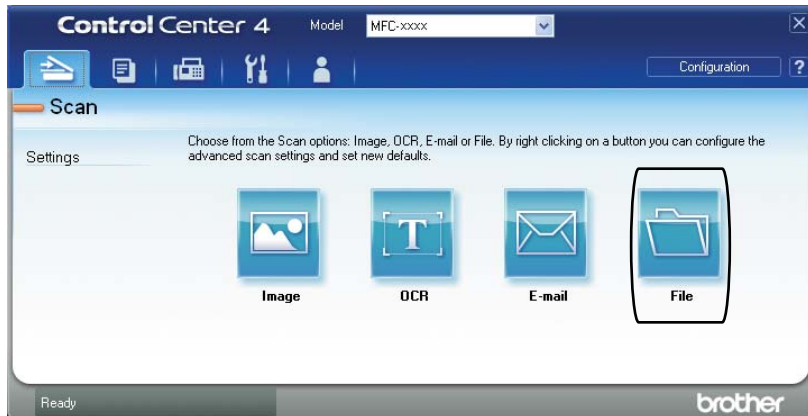 Control Center 4 Model MFC-xxxx
Configuration ?
Scan
Settings
Choose from the Scan options: Image, OCR, E-mail or File. By right clicking on a button you can configure the
advanced scan settings and set new defaults.
T
Image OCR E-mail File
Ready brother